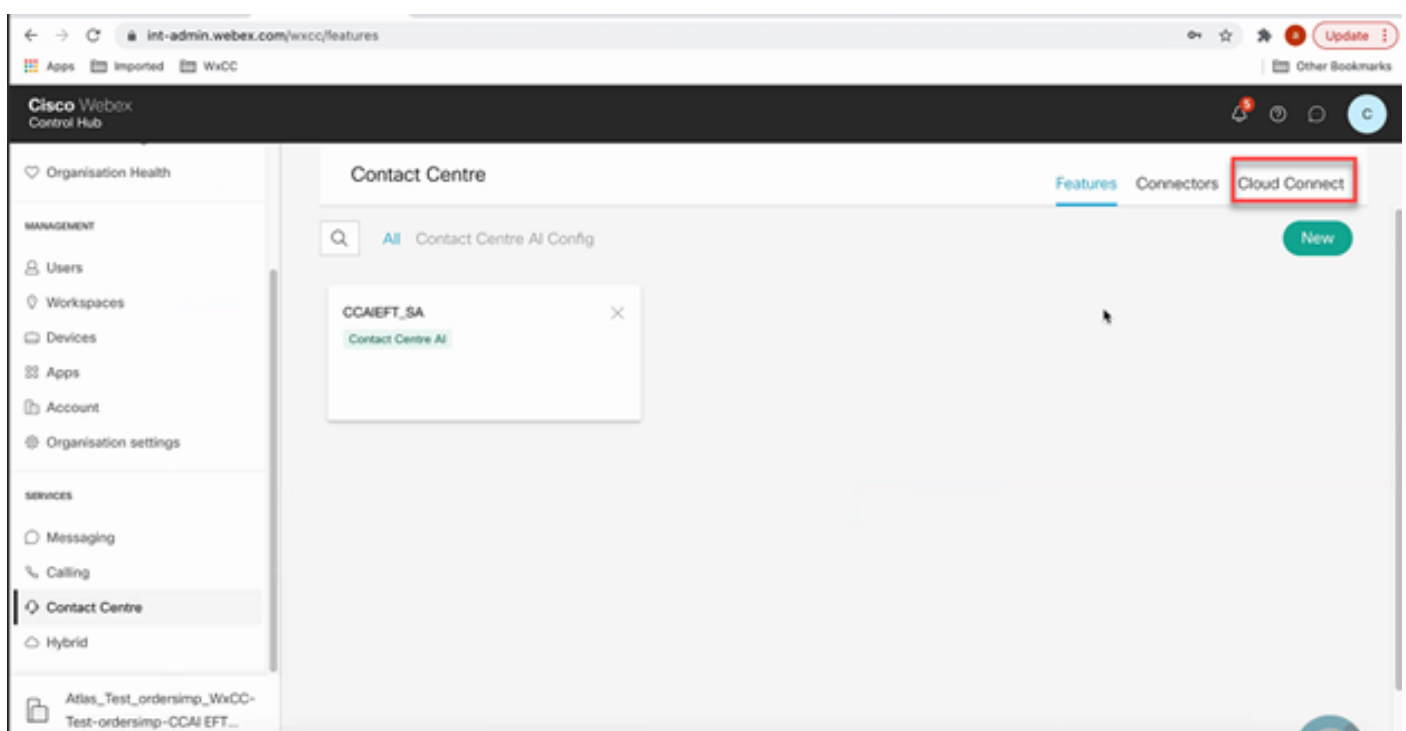 int-admin.webex.com/wxcc/features
Update
Apps Imported WxCC
Other Bookmarks
Cisco Webex
Control Hub
5
C
Organisation Health
Contact Centre
Features Connectors Cloud Connect
MANAGEMENT
All Contact Centre AI Config
New
Users
Workspaces
CCAIEFT_SA
Devices
Contact Centre AI
Apps
Account
Organisation settings
SERVICES
Messaging
Calling
Contact Centre
Hybrid
Atlas_Test_ordersimp_WxCC-
Test-ordersimp-CCAI EFT...